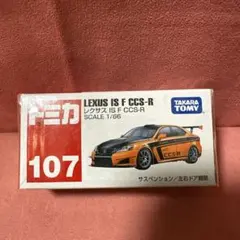 トミカ
LEXUS IS F CCS-R
レクサス IS F CCS-R
SCALE 1/66
TAKARA TOMY
107
サスペンション/左右ドア開閉